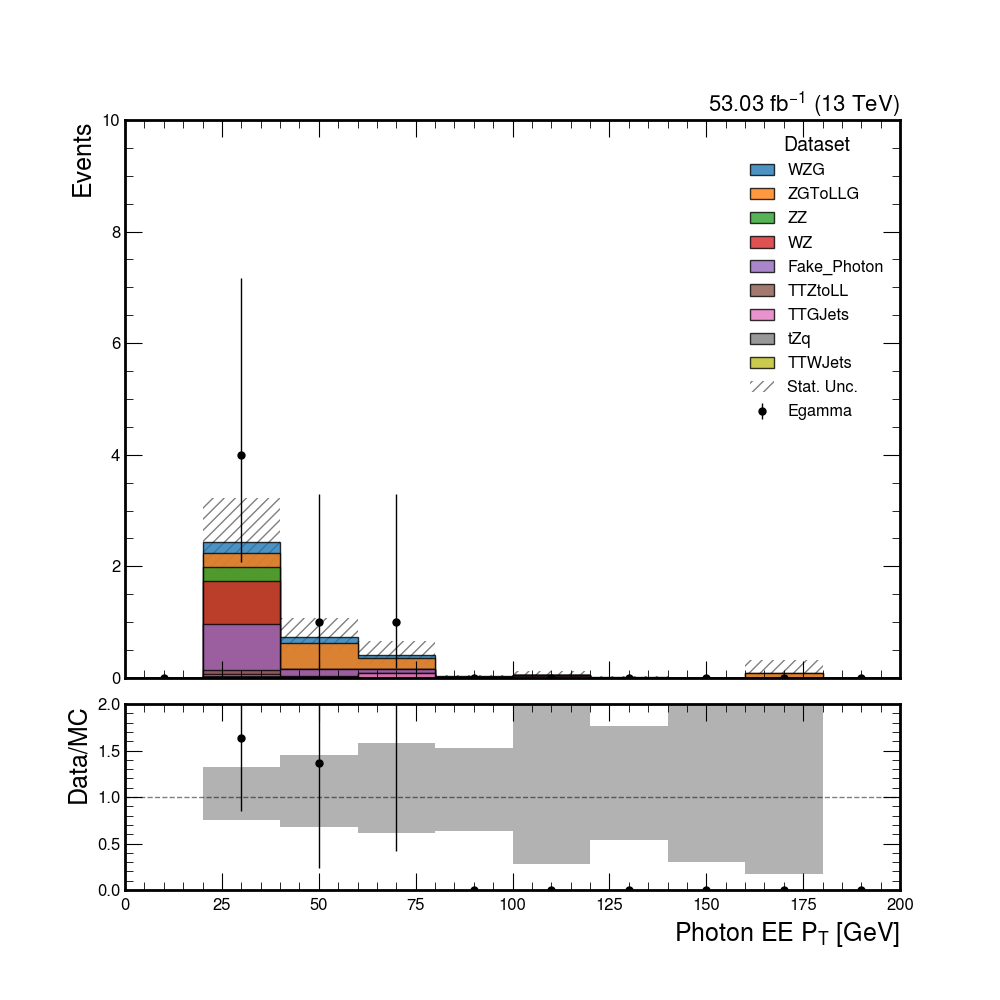 53.03 fb⁻¹ (13 TeV)
Events
10
8
6
4
2
0
Dataset
WZG
ZGToLLG
ZZ
WZ
Fake_Photon
TTZtoLL
TTGJets
tZq
TTWJets
Stat. Unc.
Egamma
Data/MC
2.0
1.5
1.0
0.5
0.0
0 25 50 75 100 125 150 175 200
Photon EE P_T [GeV]